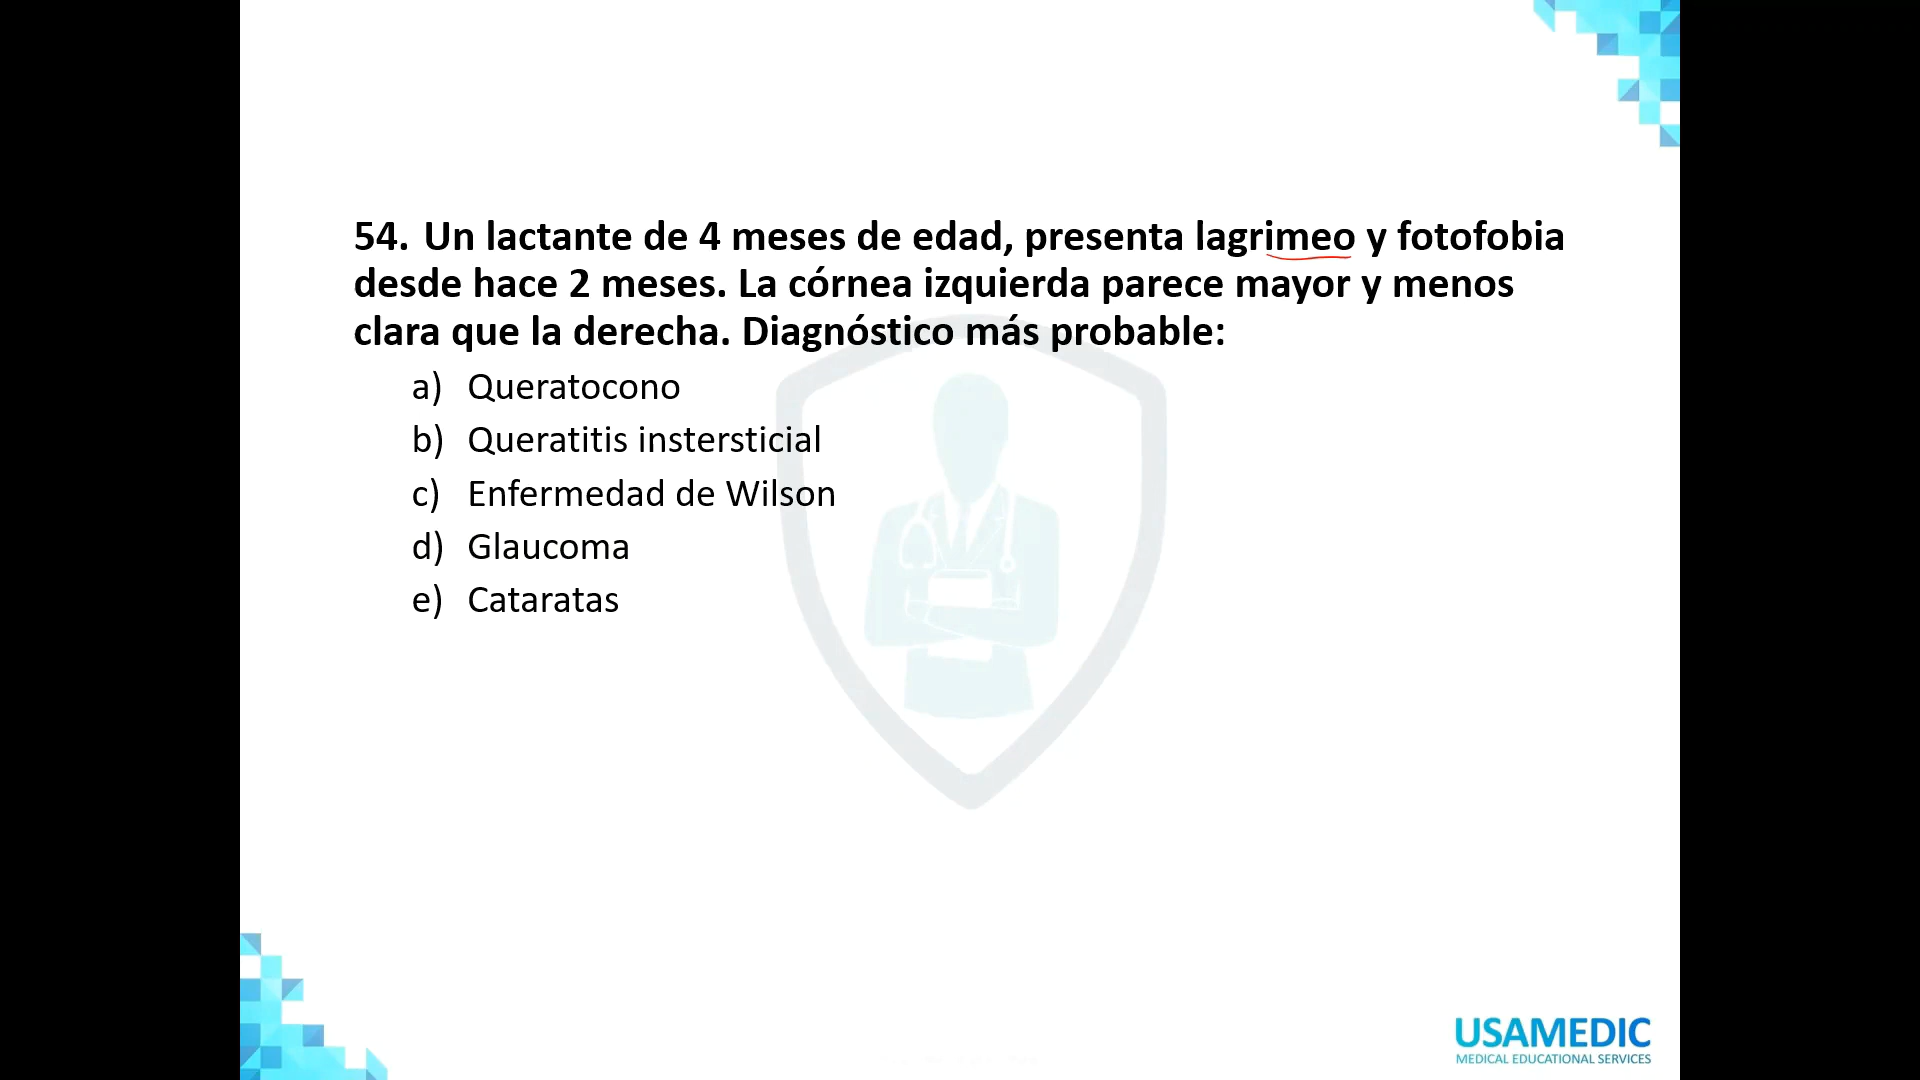 54. Un lactante de 4 meses de edad, presenta lagrimeo y fotofobia
desde hace 2 meses. La córnea izquierda parece mayor y menos
clara que la derecha. Diagnóstico más probable:
a) Queratocono
b) Queratitis instersticial
c) Enfermedad de Wilson
d) Glaucoma
e) Cataratas
USAMEDIC
MEDICAL EDUCATIONAL SERVICES